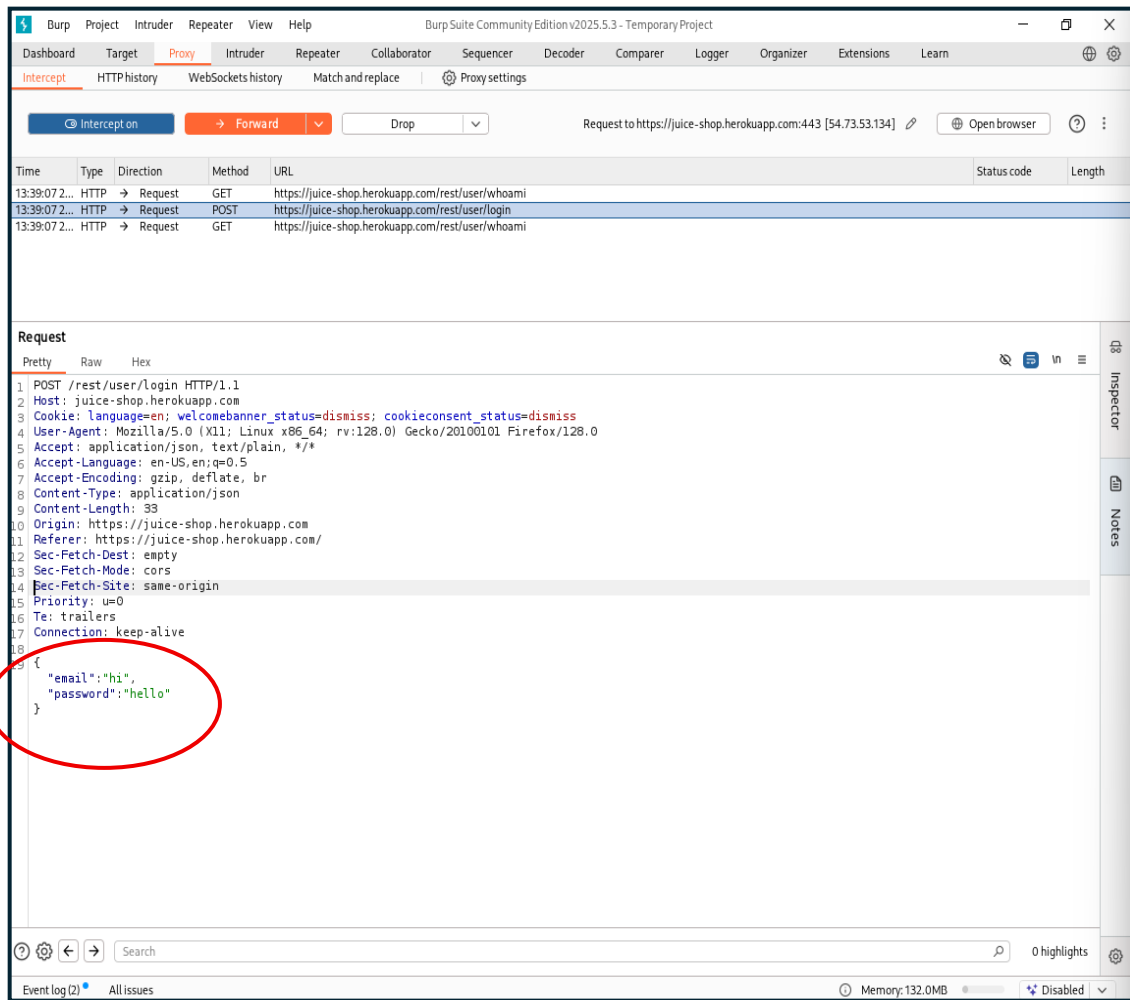 Burp Project Intruder Repeater View Help Burp Suite Community Edition v2025.5.3 - Temporary Project
Dashboard Target Proxy Intruder Repeater Collaborator Sequencer Decoder Comparer Logger Organizer Extensions Learn
Intercept HTTP history WebSockets history Match and replace Proxy settings
Intercept on → Forward Drop Request to https://juice-shop.herokuapp.com:443 [54.73.53.134] Open browser
Time Type Direction Method URL Status code Length
13:39:07 2... HTTP → Request GET https://juice-shop.herokuapp.com/rest/user/whoami
13:39:07 2... HTTP → Request POST https://juice-shop.herokuapp.com/rest/user/login
13:39:07 2... HTTP → Request GET https://juice-shop.herokuapp.com/rest/user/whoami
Request
Pretty Raw Hex \n
1 POST /rest/user/login HTTP/1.1
2 Host: juice-shop.herokuapp.com
3 Cookie: language=en; welcomebanner_status=dismiss; cookieconsent_status=dismiss
4 User-Agent: Mozilla/5.0 (X11; Linux x86_64; rv:128.0) Gecko/20100101 Firefox/128.0
5 Accept: application/json, text/plain, */*
6 Accept-Language: en-US,en;q=0.5
7 Accept-Encoding: gzip, deflate, br
8 Content-Type: application/json
9 Content-Length: 33
10 Origin: https://juice-shop.herokuapp.com
11 Referer: https://juice-shop.herokuapp.com/
12 Sec-Fetch-Dest: empty
13 Sec-Fetch-Mode: cors
14 Sec-Fetch-Site: same-origin
15 Priority: u=0
16 Te: trailers
17 Connection: keep-alive
18
19 {
"email":"hi",
"password":"hello"
}
Inspector
Notes
Search 0 highlights
Event log (2) All issues Memory: 132.0MB Disabled